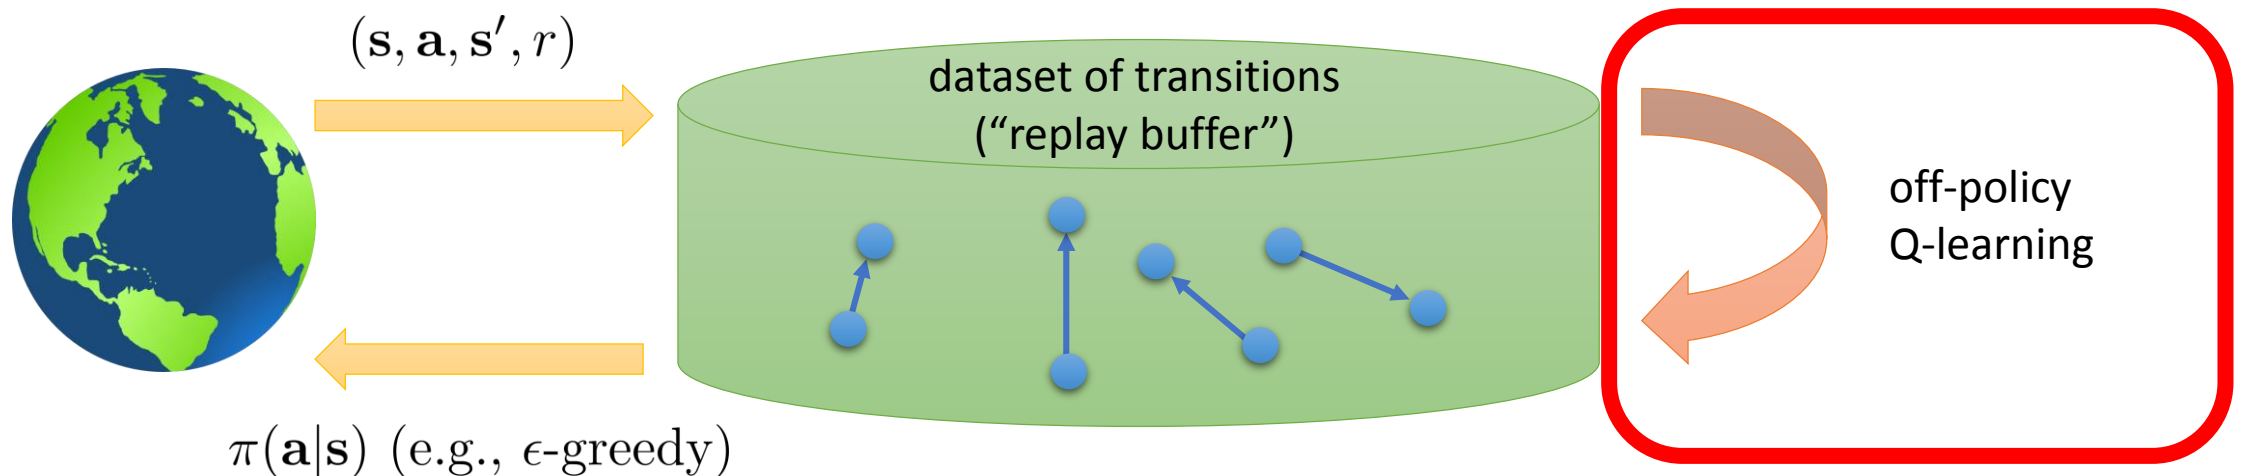 (s, a, s′, r)
dataset of transitions
(“replay buffer”)
off-policy
Q-learning
π(a|s) (e.g., ϵ-greedy)